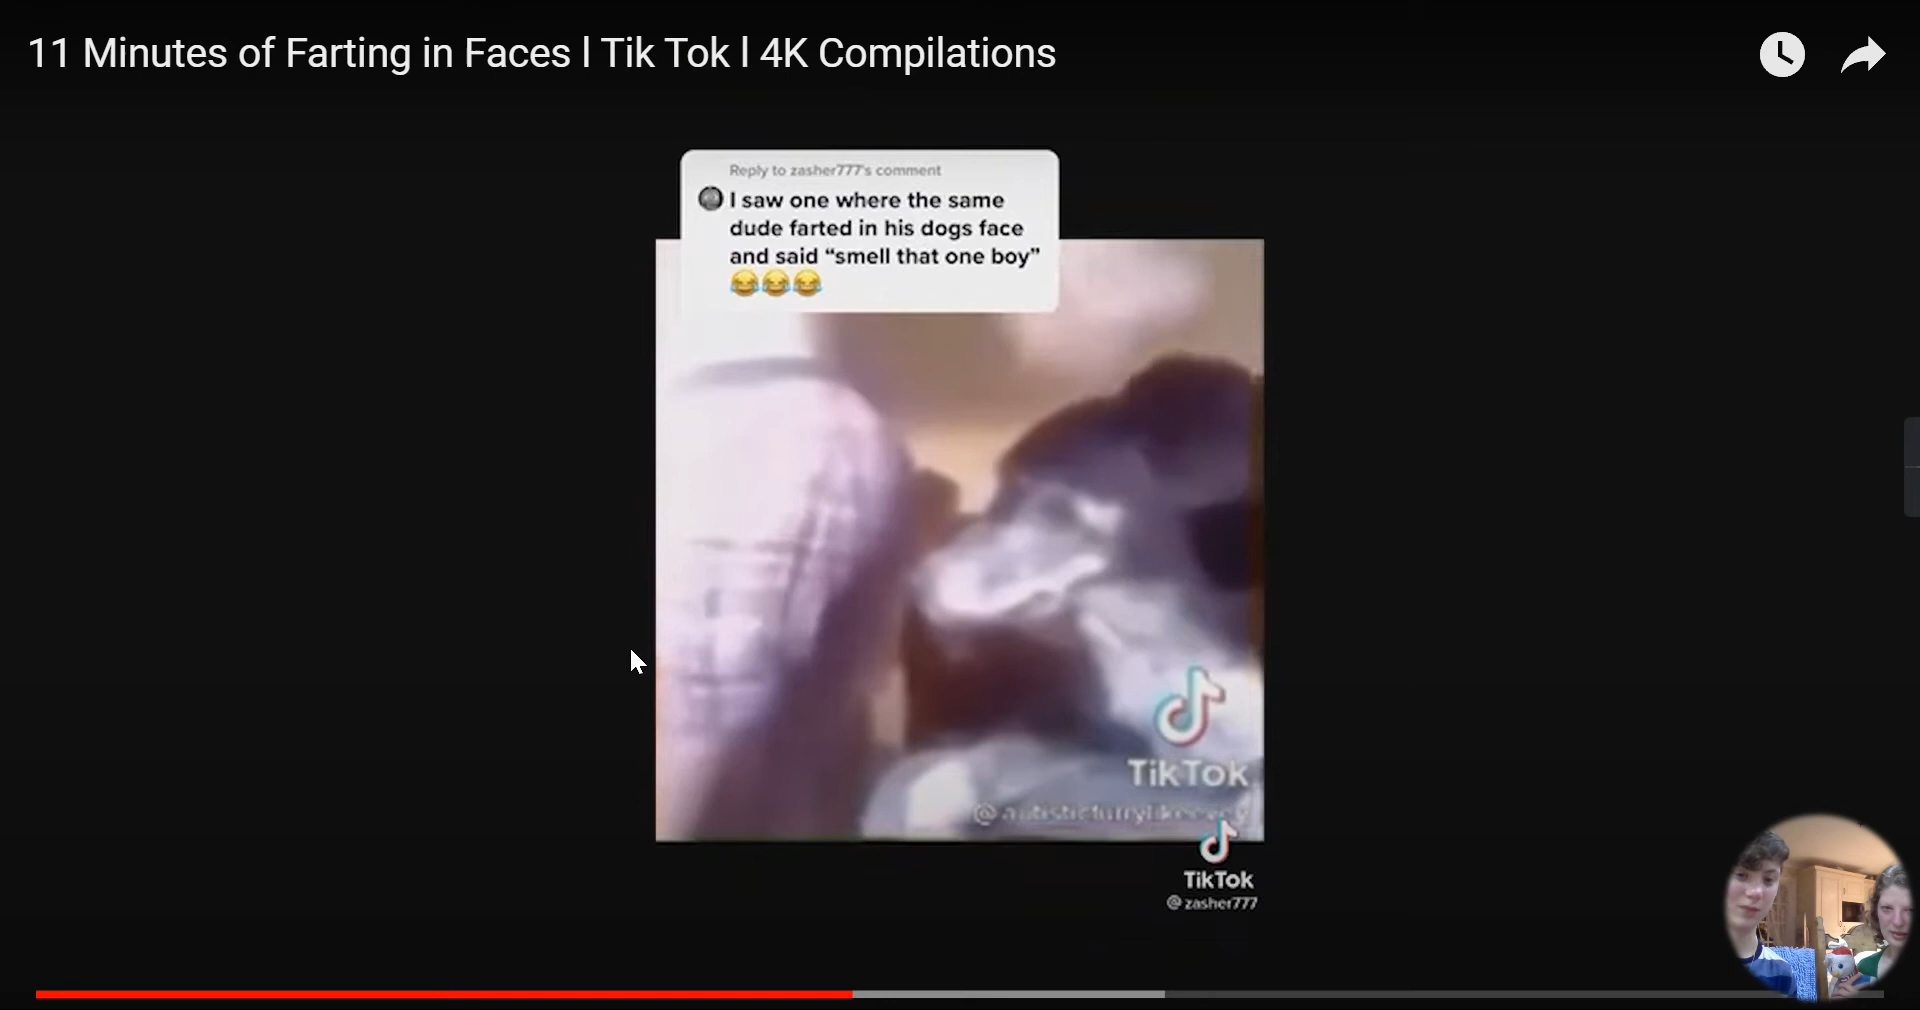 11 Minutes of Farting in Faces l Tik Tok l 4K Compilations
Reply to zasher777's comment
I saw one where the same
dude farted in his dogs face
and said “smell that one boy”
😂😂😂
TikTok
TikTok
@zasher777